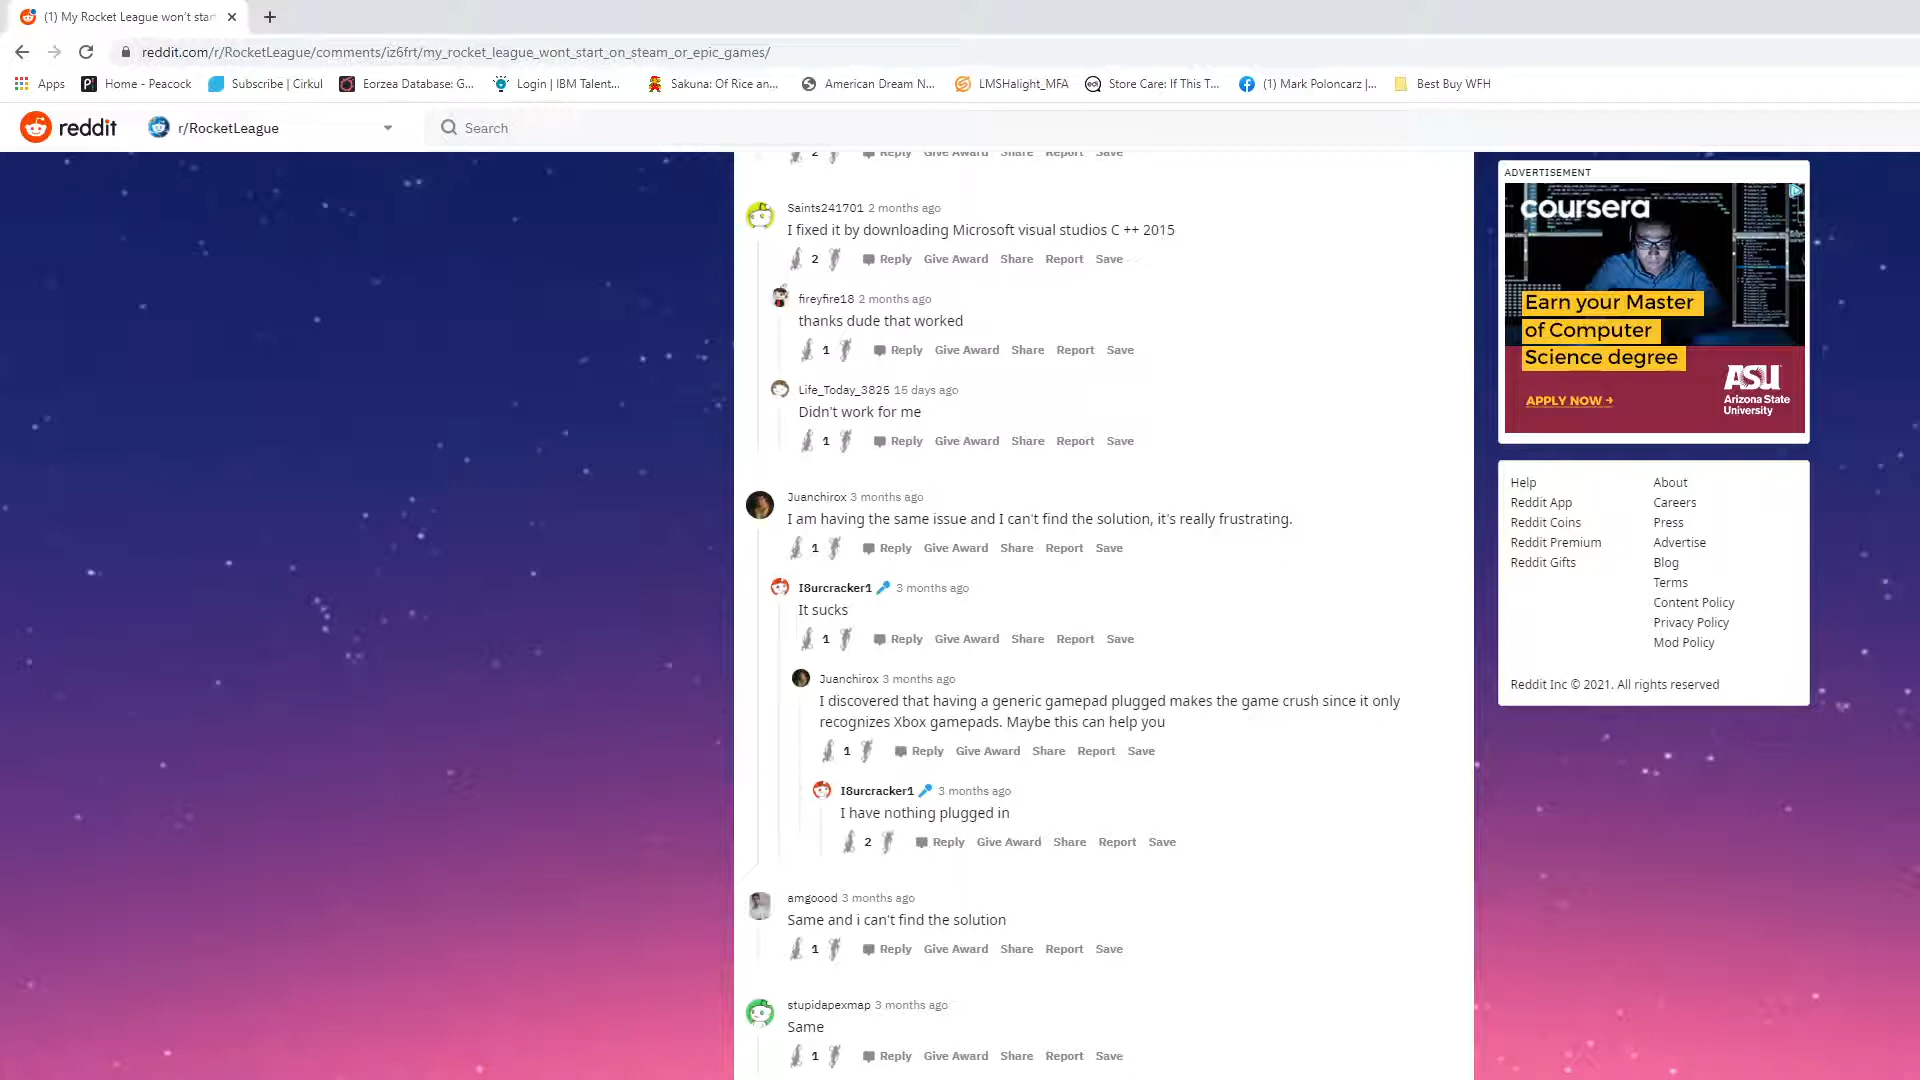 (1) My Rocket League won't star
reddit.com/r/RocketLeague/comments/iz6frt/my_rocket_league_wont_start_on_steam_or_epic_games/
Apps Home - Peacock Subscribe | Cirkul Eorzea Database: G... Login | IBM Talent... Sakuna: Of Rice an... American Dream N... LMSHalight_MFA Store Care: If This T... (1) Mark Poloncarz |... Best Buy WFH
reddit r/RocketLeague Search
2 Reply Give Award Share Report Save
Saints241701 2 months ago
I fixed it by downloading Microsoft visual studios C ++ 2015
2 Reply Give Award Share Report Save
fireyfire18 2 months ago
thanks dude that worked
1 Reply Give Award Share Report Save
Life_Today_3825 15 days ago
Didn't work for me
1 Reply Give Award Share Report Save
Juanchirox 3 months ago
I am having the same issue and I can't find the solution, it's really frustrating.
1 Reply Give Award Share Report Save
I8urcracker1 3 months ago
It sucks
1 Reply Give Award Share Report Save
Juanchirox 3 months ago
I discovered that having a generic gamepad plugged makes the game crush since it only
recognizes Xbox gamepads. Maybe this can help you
1 Reply Give Award Share Report Save
I8urcracker1 3 months ago
I have nothing plugged in
2 Reply Give Award Share Report Save
amgoood 3 months ago
Same and i can't find the solution
1 Reply Give Award Share Report Save
stupidapexmap 3 months ago
Same
1 Reply Give Award Share Report Save
ADVERTISEMENT
coursera
Earn your Master
of Computer
Science degree
APPLY NOW →
ASU
Arizona State
University
Help About
Reddit App Careers
Reddit Coins Press
Reddit Premium Advertise
Reddit Gifts Blog
Terms
Content Policy
Privacy Policy
Mod Policy
Reddit Inc © 2021. All rights reserved